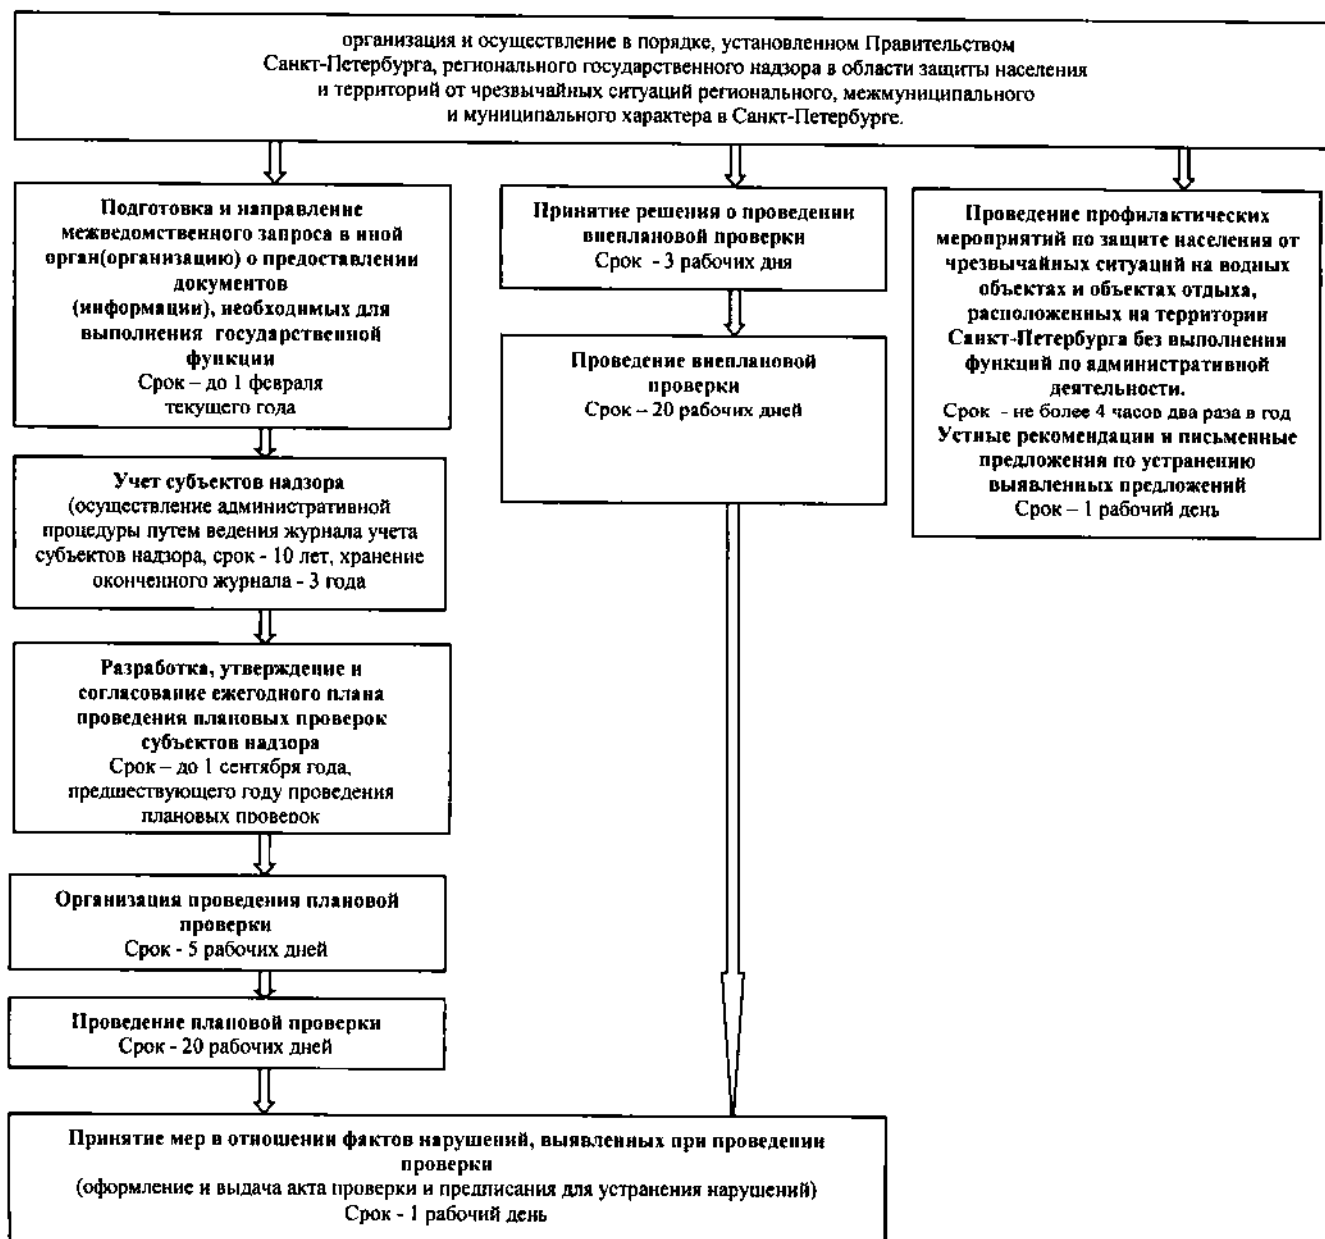 организация и осуществление в порядке, установленном Правительством
Санкт-Петербурга, регионального государственного надзора в области защиты населения
и территорий от чрезвычайных ситуаций регионального, межмуниципального
и муниципального характера в Санкт-Петербурге.
Подготовка и направление
межведомственного запроса в иной
орган(организацию) о предоставлении
документов
(информации), необходимых для
выполнения государственной
функции
Срок – до 1 февраля
текущего года
Учет субъектов надзора
(осуществление административной
процедуры путем ведения журнала учета
субъектов надзора, срок - 10 лет, хранение
оконченного журнала - 3 года
Разработка, утверждение и
согласование ежегодного плана
проведения плановых проверок
субъектов надзора
Срок – до 1 сентября года,
предшествующего году проведения
плановых проверок
Организация проведения плановой
проверки
Срок - 5 рабочих дней
Проведение плановой проверки
Срок - 20 рабочих дней
Принятие решения о проведении
внеплановой проверки
Срок - 3 рабочих дня
Проведение внеплановой
проверки
Срок – 20 рабочих дней
Проведение профилактических
мероприятий по защите населения от
чрезвычайных ситуаций на водных
объектах и объектах отдыха,
расположенных на территории
Санкт-Петербурга без выполнения
функций по административной
деятельности.
Срок - не более 4 часов два раза в год
Устные рекомендации и письменные
предложения по устранению
выявленных предложений
Срок – 1 рабочий день
Принятие мер в отношении фактов нарушений, выявленных при проведении
проверки
(оформление и выдача акта проверки и предписания для устранения нарушений)
Срок - 1 рабочий день